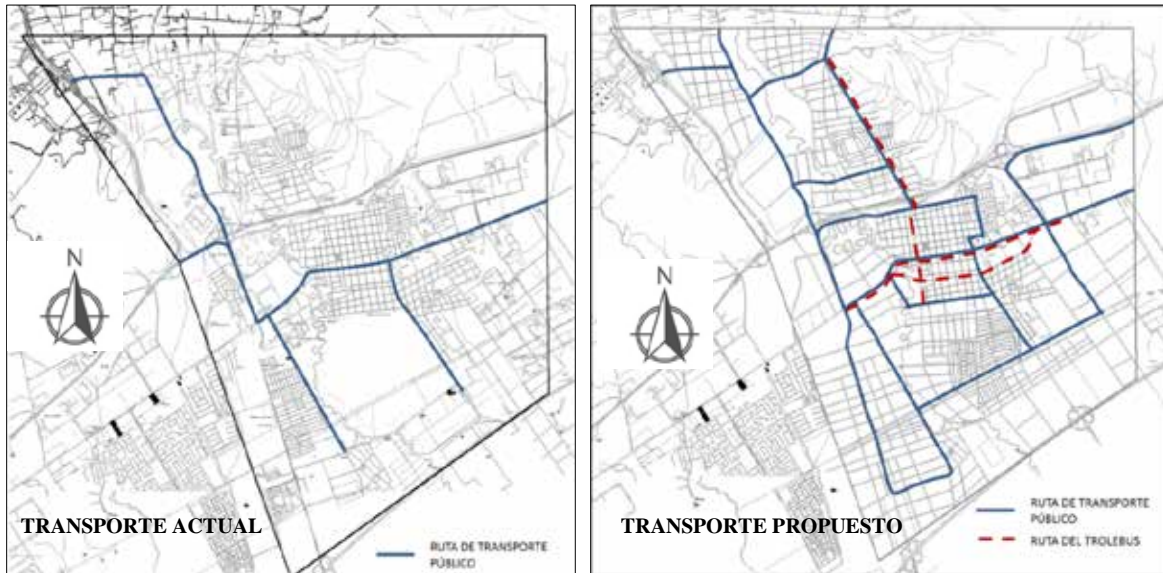 N
TRANSPORTE ACTUAL
RUTA DE TRANSPORTE
PÚBLICO
N
TRANSPORTE PROPUESTO
RUTA DE TRANSPORTE
PÚBLICO
RUTA DEL TROLEBUS